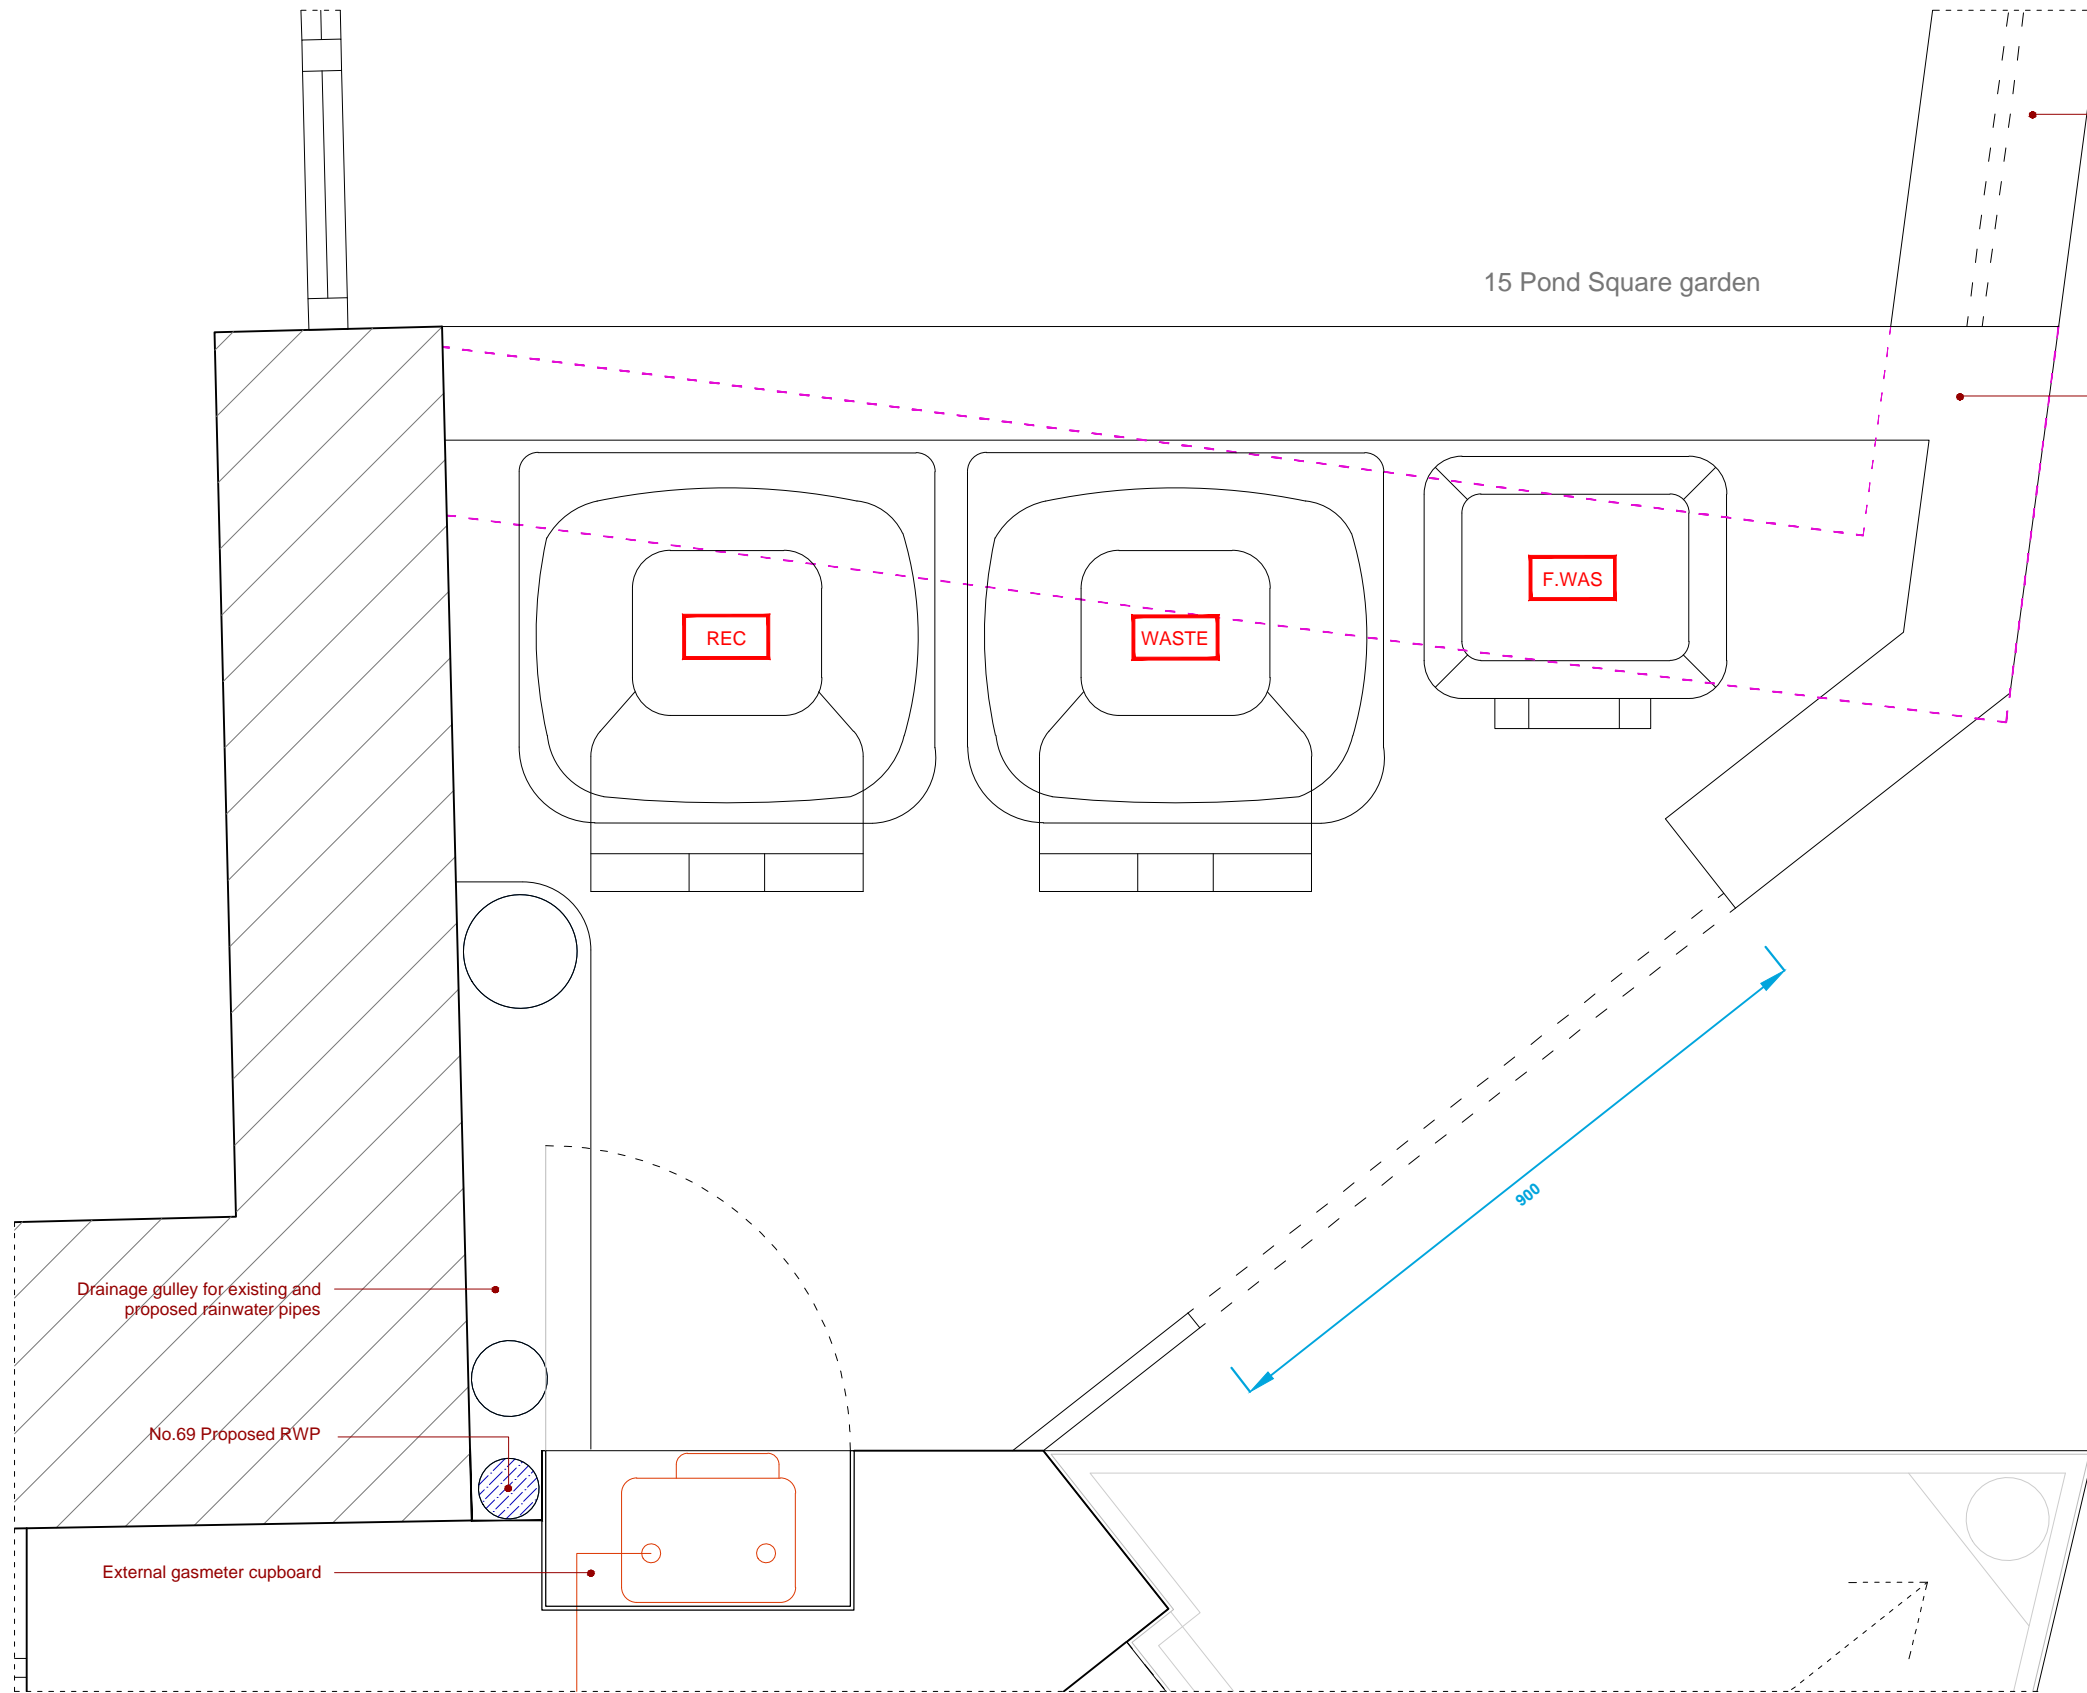 15 Pond Square garden
F.WAS
REC
WASTE
900
Drainage gulley for existing and
proposed rainwater pipes
No.69 Proposed RWP
External gasmeter cupboard